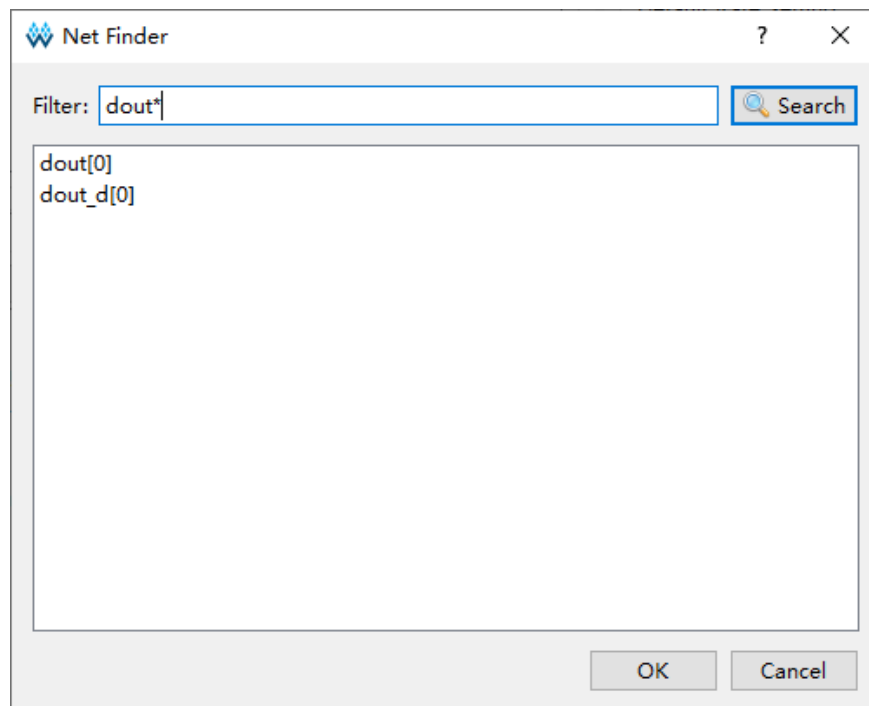 Net Finder
?
Filter: dout* Search
dout[0]
dout_d[0]
OK Cancel